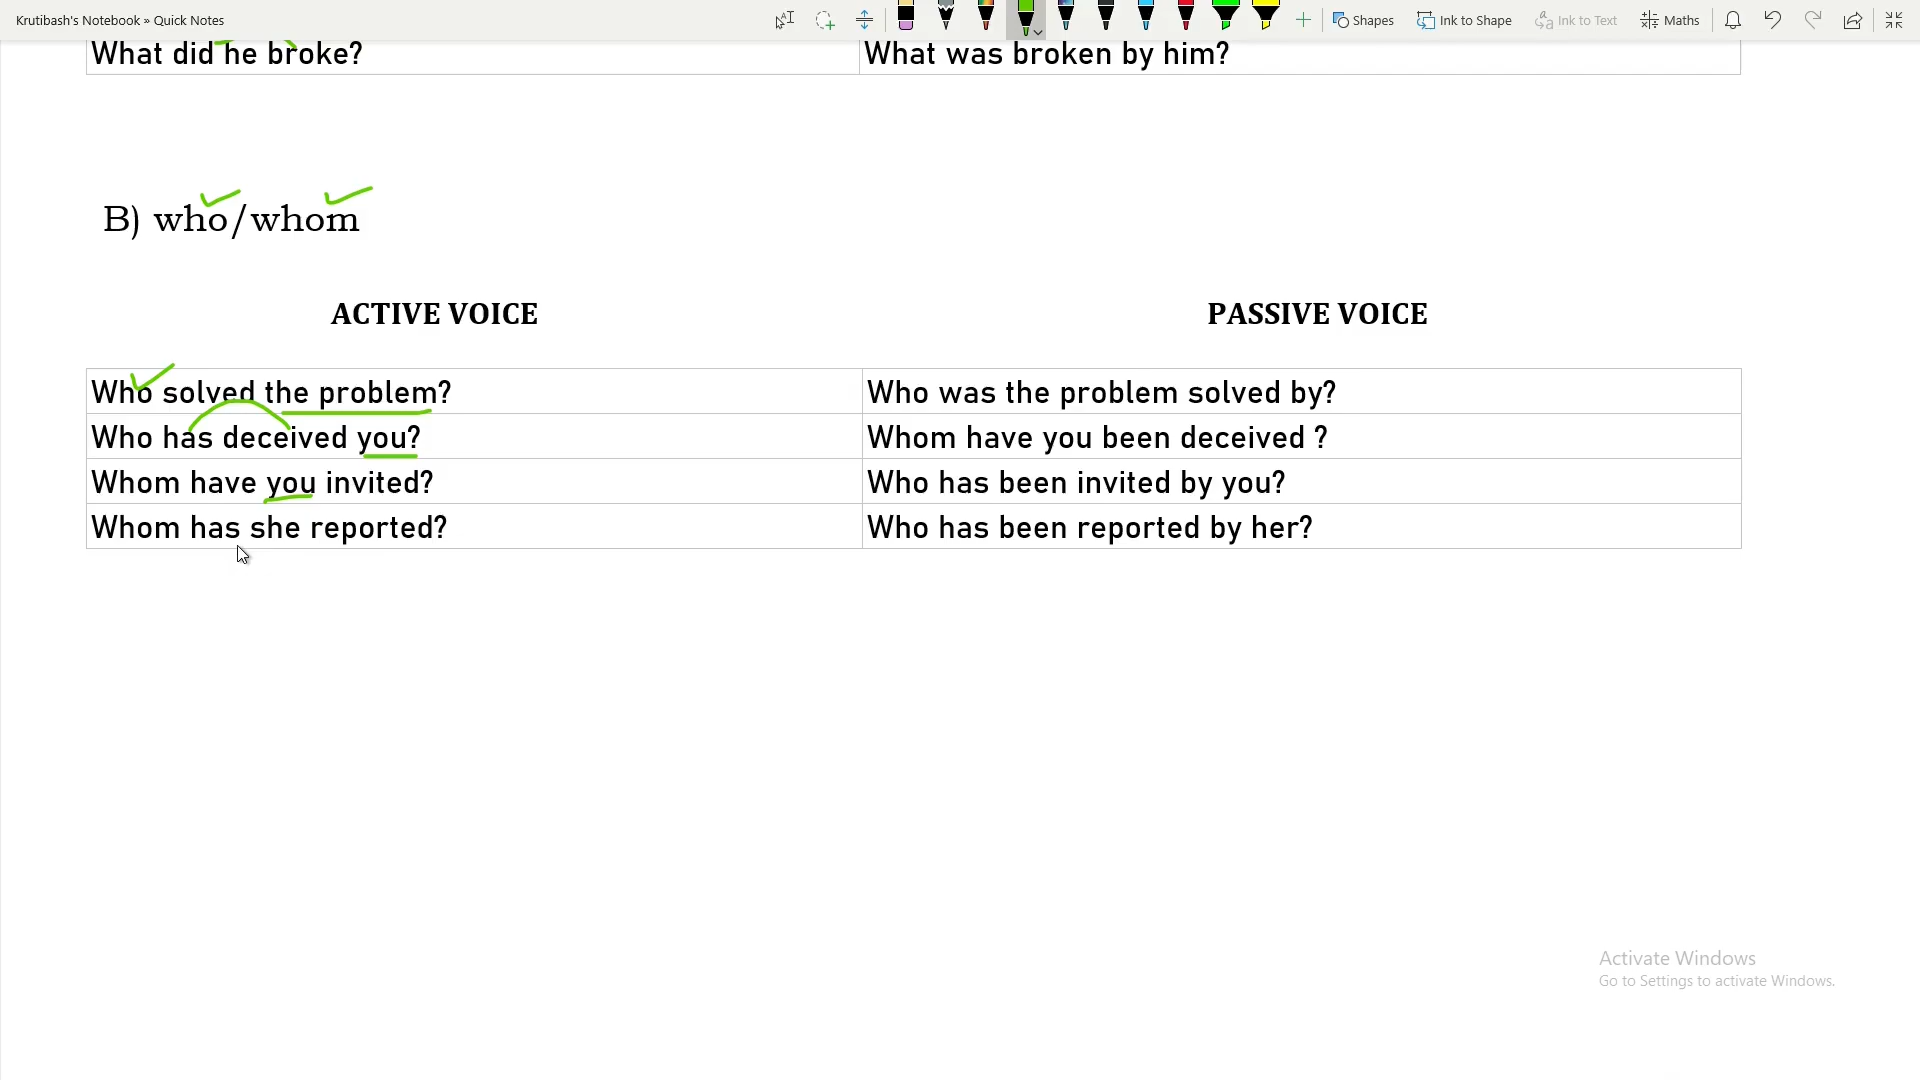 Krutibash's Notebook » Quick Notes
Shapes
Ink to Shape
Ink to Text
Maths
What did he broke? What was broken by him?
B) who/whom
ACTIVE VOICE PASSIVE VOICE
Who solved the problem? Who was the problem solved by?
Who has deceived you? Whom have you been deceived ?
Whom have you invited? Who has been invited by you?
Whom has she reported? Who has been reported by her?
Activate Windows
Go to Settings to activate Windows.